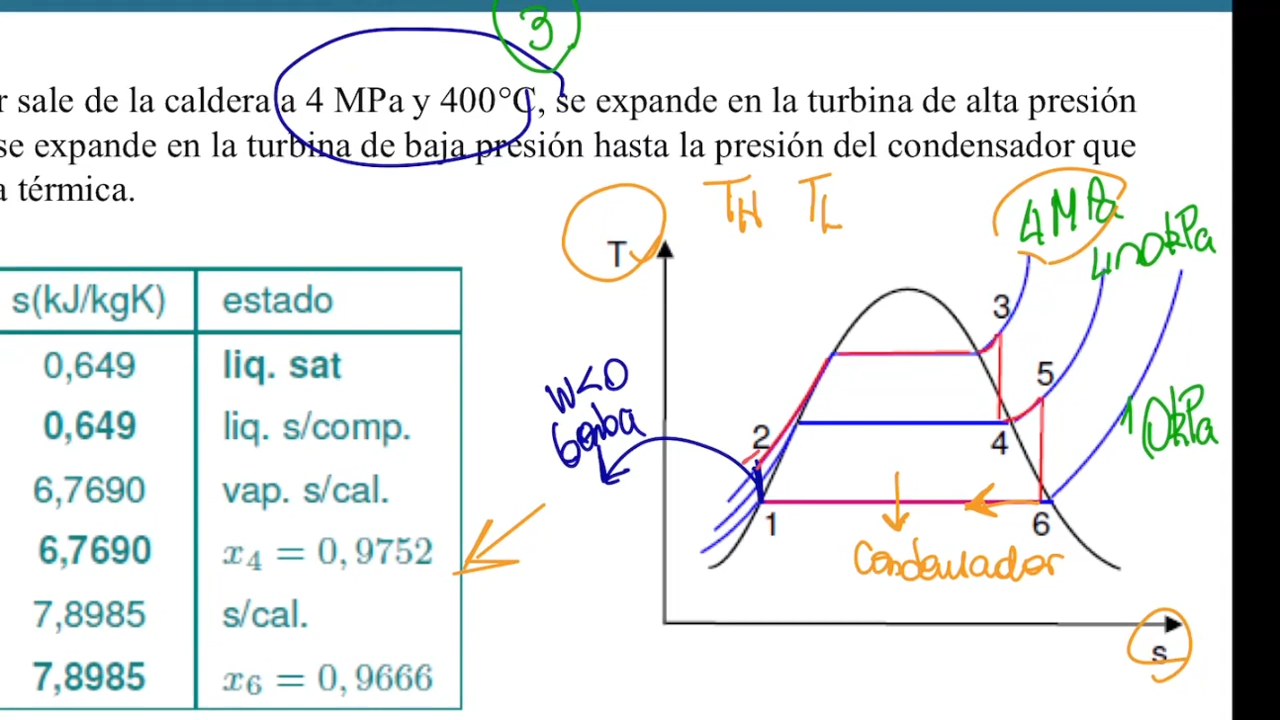 3
r sale de la caldera a 4 MPa y 400°C, se expande en la turbina de alta presión
se expande en la turbina de baja presión hasta la presión del condensador que
a térmica.
TH TL
4MPa
400kPa
10kPa
T
s(kJ/kgK) estado
0,649 liq. sat
0,649 liq. s/comp.
6,7690 vap. s/cal.
6,7690 x4 = 0,9752
7,8985 s/cal.
7,8985 x6 = 0,9666
W<0
bomba
3
5
2
4
1
6
Condensador
s